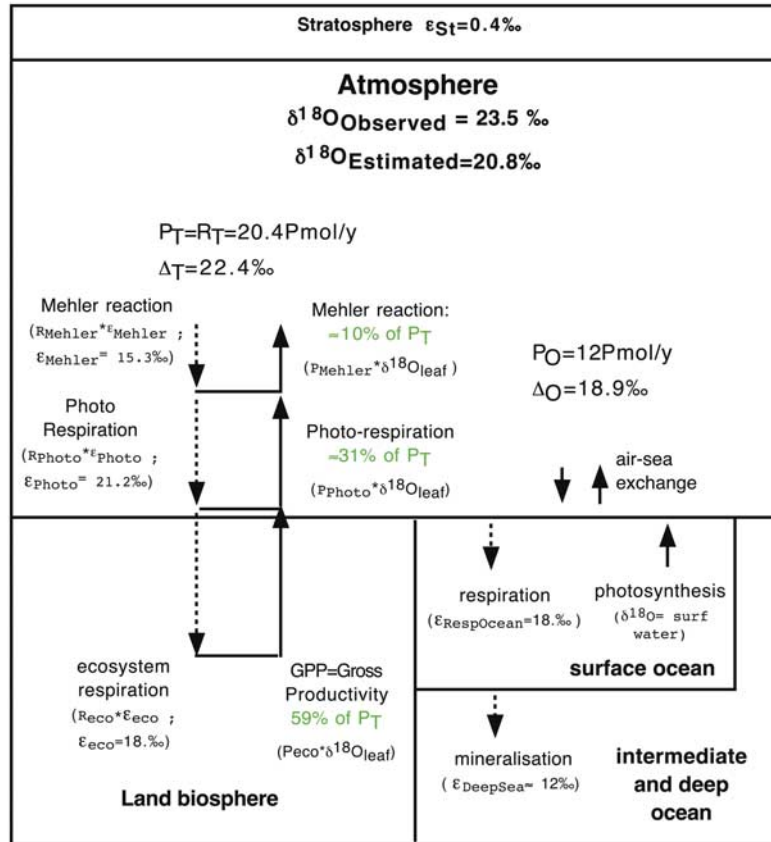 Stratosphere εSt=0.4‰
Atmosphere
δ¹⁸OObserved = 23.5 ‰
δ¹⁸OEstimated=20.8‰
PT=RT=20.4Pmol/y
ΔT=22.4‰
Mehler reaction
(RMehler*εMehler ;
εMehler= 15.3‰)
Mehler reaction:
≈10% of PT
(PMehler*δ¹⁸Oleaf )
PO=12Pmol/y
ΔO=18.9‰
Photo
Respiration
(RPhoto*εPhoto ;
εPhoto= 21.2‰)
Photo-respiration
≈31% of PT
(PPhoto*δ¹⁸Oleaf)
air-sea
exchange
respiration
(εRespOcean=18.‰)
photosynthesis
(δ¹⁸O= surf
water)
surface ocean
ecosystem
respiration
(Reco*εeco ;
εeco=18.‰)
GPP=Gross
Productivity
59% of PT
(Peco*δ¹⁸Oleaf)
mineralisation
( εDeepSea≈ 12‰)
intermediate
and deep
ocean
Land biosphere